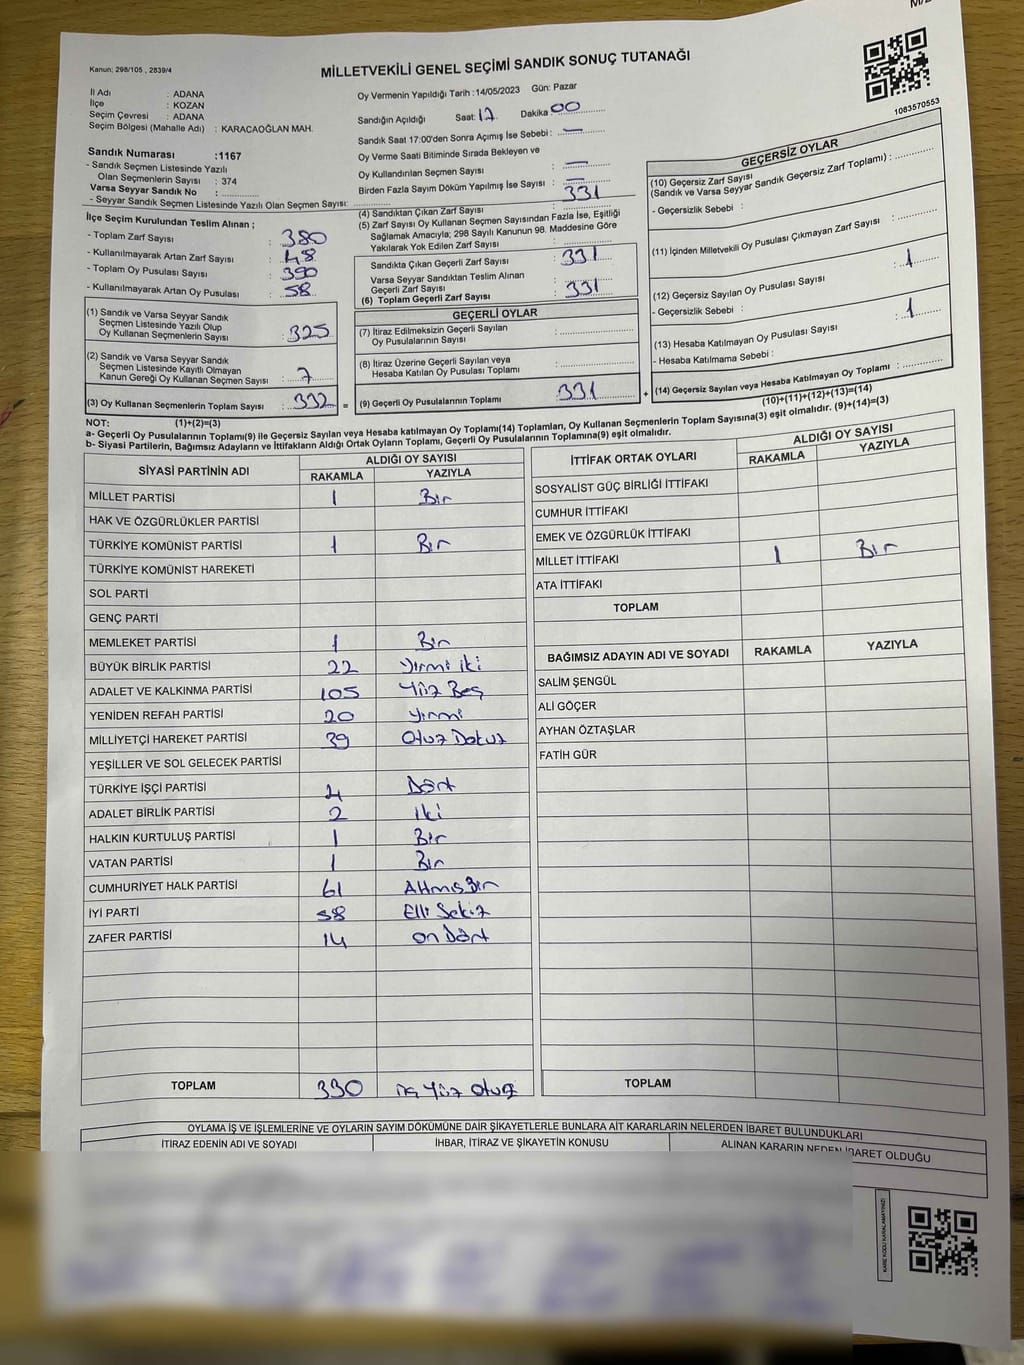 Kanun; 298/105 , 2839/4
MİLLETVEKİLİ GENEL SEÇİMİ SANDIK SONUÇ TUTANAĞI
1083570553
İl Adı : ADANA
İlçe : KOZAN
Seçim Çevresi : ADANA
Seçim Bölgesi (Mahalle Adı) : KARACAOĞLAN MAH.
Sandık Numarası :1167
- Sandık Seçmen Listesinde Yazılı
Olan Seçmenlerin Sayısı : 374
Varsa Seyyar Sandık No :
- Seyyar Sandık Seçmen Listesinde Yazılı Olan Seçmen Sayısı:
Oy Vermenin Yapıldığı Tarih :14/05/2023 Gün: Pazar
Sandığın Açıldığı Saat: 17 Dakika 00
Sandık Saat 17:00'den Sonra Açımış İse Sebebi : —
Oy Verme Saati Bitiminde Sırada Bekleyen ve
Oy Kullandırılan Seçmen Sayısı : —
Birden Fazla Sayım Döküm Yapılmış İse Sayısı : —
İlçe Seçim Kurulundan Teslim Alınan ;
- Toplam Zarf Sayısı : 380
- Kullanılmayarak Artan Zarf Sayısı : 48
- Toplam Oy Pusulası Sayısı : 390
- Kullanılmayarak Artan Oy Pusulası : 58
(1) Sandık ve Varsa Seyyar Sandık
Seçmen Listesinde Yazılı Olup
Oy Kullanan Seçmenlerin Sayısı : 325
(2) Sandık ve Varsa Seyyar Sandık
Seçmen Listesinde Kayıtlı Olmayan
Kanun Gereği Oy Kullanan Seçmen Sayısı : 7
(3) Oy Kullanan Seçmenlerin Toplam Sayısı : 332 =
(4) Sandıktan Çıkan Zarf Sayısı : 331
(5) Zarf Sayısı Oy Kullanan Seçmen Sayısından Fazla İse, Eşitliği
Sağlamak Amacıyla; 298 Sayılı Kanunun 98. Maddesine Göre
Yakılarak Yok Edilen Zarf Sayısı :
Sandıkta Çıkan Geçerli Zarf Sayısı : 331
Varsa Seyyar Sandıktan Teslim Alınan
Geçerli Zarf Sayısı :
(6) Toplam Geçerli Zarf Sayısı : 331
GEÇERLİ OYLAR
(7) İtiraz Edilmeksizin Geçerli Sayılan
Oy Pusulalarının Sayısı :
(8) İtiraz Üzerine Geçerli Sayılan veya
Hesaba Katılan Oy Pusulası Toplamı :
(9) Geçerli Oy Pusulalarının Toplamı : 331 +
GEÇERSİZ OYLAR
(10) Geçersiz Zarf Sayısı
(Sandık ve Varsa Seyyar Sandık Geçersiz Zarf Toplamı) :
- Geçersizlik Sebebi :
(11) İçinden Milletvekili Oy Pusulası Çıkmayan Zarf Sayısı :
(12) Geçersiz Sayılan Oy Pusulası Sayısı : 1
- Geçersizlik Sebebi :
(13) Hesaba Katılmayan Oy Pusulası Sayısı : 1
- Hesaba Katılmama Sebebi :
(14) Geçersiz Sayılan veya Hesaba Katılmayan Oy Toplamı :
(10)+(11)+(12)+(13)=(14)
NOT: (1)+(2)=(3)
a- Geçerli Oy Pusulalarının Toplamı(9) ile Geçersiz Sayılan veya Hesaba katılmayan Oy Toplamı(14) Toplamları, Oy Kullanan Seçmenlerin Toplam Sayısına(3) eşit olmalıdır. (9)+(14)=(3)
b- Siyasi Partilerin, Bağımsız Adayların ve İttifakların Aldığı Ortak Oyların Toplamı, Geçerli Oy Pusulalarının Toplamına(9) eşit olmalıdır.
SİYASİ PARTİNİN ADI ALDIĞI OY SAYISI
RAKAMLA YAZIYLA
MİLLET PARTİSİ 1 Bir
HAK VE ÖZGÜRLÜKLER PARTİSİ
TÜRKİYE KOMÜNİST PARTİSİ 1 Bir
TÜRKİYE KOMÜNİST HAREKETİ
SOL PARTİ
GENÇ PARTİ
MEMLEKET PARTİSİ 1 Bir
BÜYÜK BİRLİK PARTİSİ 22 Yirmi iki
ADALET VE KALKINMA PARTİSİ 105 Yüz Beş
YENİDEN REFAH PARTİSİ 20 Yirmi
MİLLİYETÇİ HAREKET PARTİSİ 39 Otuz Dokuz
YEŞİLLER VE SOL GELECEK PARTİSİ
TÜRKİYE İŞÇİ PARTİSİ 4 Dört
ADALET BİRLİK PARTİSİ 2 iki
HALKIN KURTULUŞ PARTİSİ 1 Bir
VATAN PARTİSİ 1 Bir
CUMHURİYET HALK PARTİSİ 61 Altmış Bir
İYİ PARTİ 58 Elli Sekiz
ZAFER PARTİSİ 14 on Dört
TOPLAM 330 üç Yüz Otuz
İTTİFAK ORTAK OYLARI ALDIĞI OY SAYISI
RAKAMLA YAZIYLA
SOSYALİST GÜÇ BİRLİĞİ İTTİFAKI
CUMHUR İTTİFAKI
EMEK VE ÖZGÜRLÜK İTTİFAKI
MİLLET İTTİFAKI 1 Bir
ATA İTTİFAKI
TOPLAM
BAĞIMSIZ ADAYIN ADI VE SOYADI RAKAMLA YAZIYLA
SALİM ŞENGÜL
ALİ GÖÇER
AYHAN ÖZTAŞLAR
FATİH GÜR
TOPLAM
OYLAMA İŞ VE İŞLEMLERİNE VE OYLARIN SAYIM DÖKÜMÜNE DAİR ŞİKAYETLERLE BUNLARA AİT KARARLARIN NELERDEN İBARET BULUNDUKLARI
İTİRAZ EDENİN ADI VE SOYADI İHBAR, İTİRAZ VE ŞİKAYETİN KONUSU ALINAN KARARIN NEDEN İBARET OLDUĞU
KARE KODU KARALAMAYINIZ!